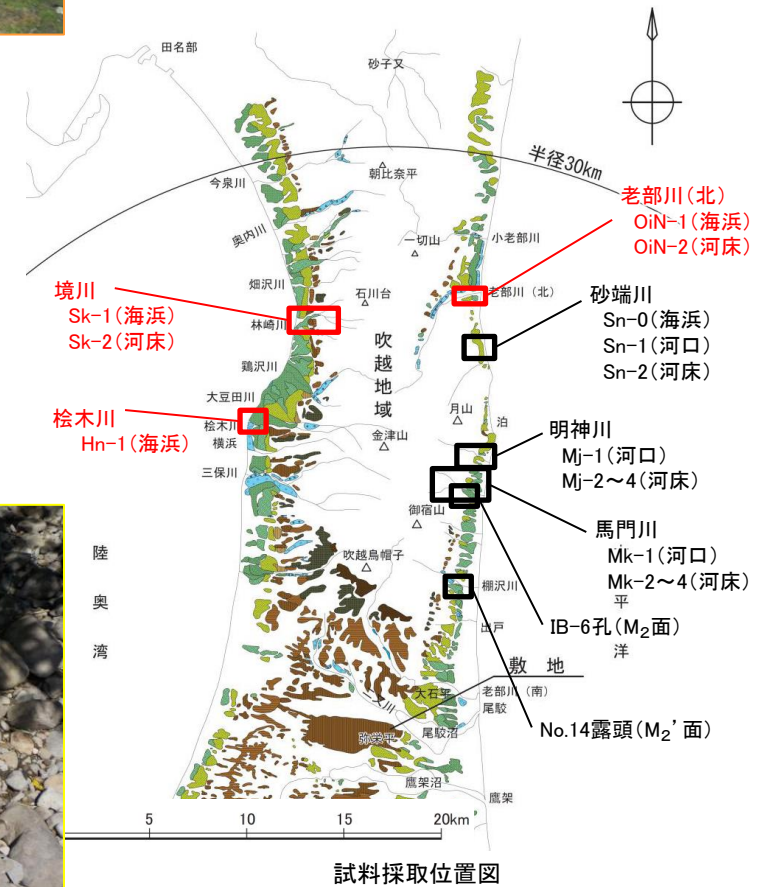 田名部
砂子又
半径30km
今泉川
朝比奈平
奥内川
一切山
小老部川
老部川(北)
OiN-1(海浜)
OiN-2(河床)
畑沢川
石川台
老部川(北)
境川
Sk-1(海浜)
Sk-2(河床)
林崎川
砂端川
Sn-0(海浜)
Sn-1(河口)
Sn-2(河床)
吹越地域
鶏沢川
大豆田川
桧木川
Hn-1(海浜)
桧木川
横浜
月山
泊
金津山
明神川
Mj-1(河口)
Mj-2~4(河床)
三保川
御宿山
馬門川
Mk-1(河口)
Mk-2~4(河床)
陸奥湾
吹越烏帽子
棚沢川
平洋
IB-6孔(M2面)
出戸
敷地
二又川
大石平
老部川(南)
尾駮
尾駮沼
弥栄平
No.14露頭(M2'面)
鷹架沼
鷹架
5 10 15 20km
試料採取位置図